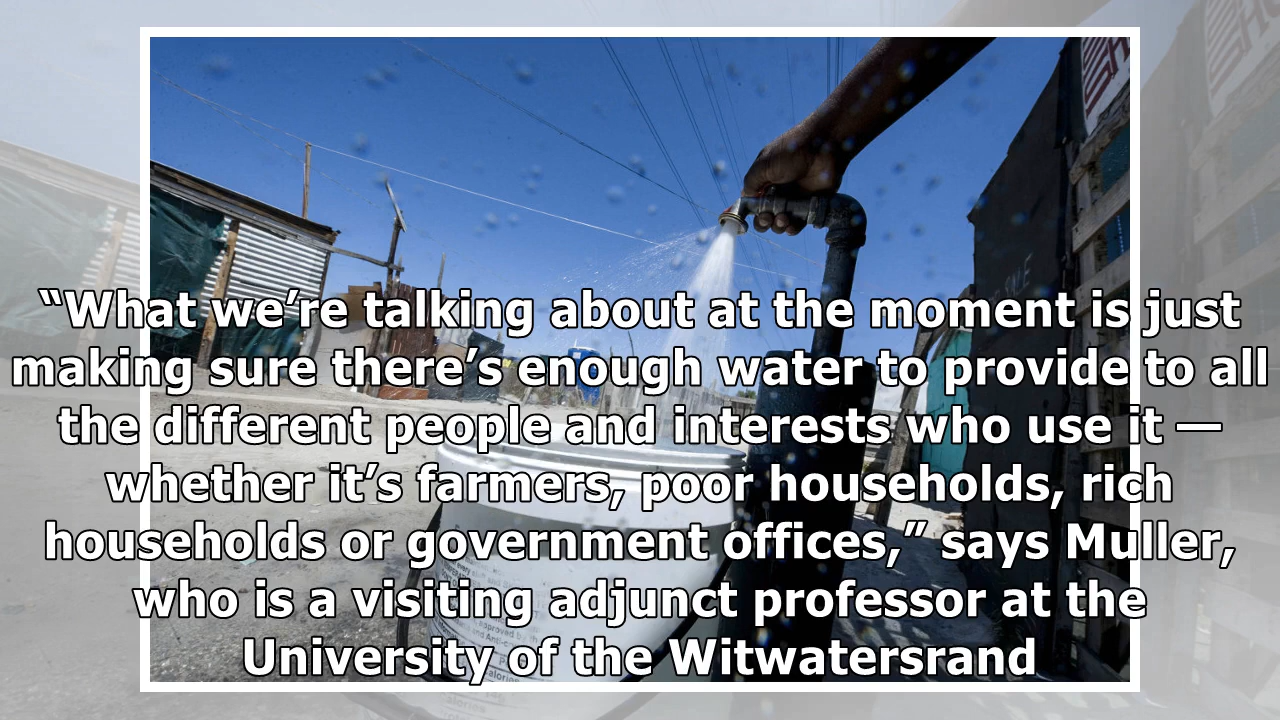 “What we’re talking about at the moment is just
making sure there’s enough water to provide to all
the different people and interests who use it —
whether it’s farmers, poor households, rich
households or government offices,” says Muller,
who is a visiting adjunct professor at the
University of the Witwatersrand